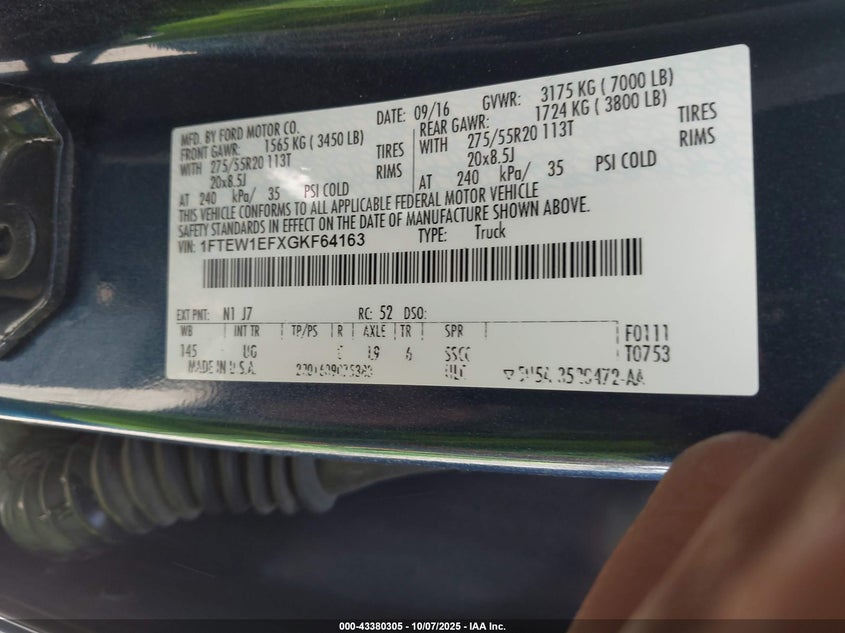 MFD. BY FORD MOTOR CO. DATE: 09/16 GVWR: 3175 KG ( 7000 LB)
FRONT GAWR: 1565 KG ( 3450 LB) REAR GAWR: 1724 KG ( 3800 LB)
WITH 275/55R20 113T TIRES WITH 275/55R20 113T TIRES
20x8.5J RIMS 20x8.5J RIMS
AT 240 kPa/ 35 PSI COLD AT 240 kPa/ 35 PSI COLD
THIS VEHICLE CONFORMS TO ALL APPLICABLE FEDERAL MOTOR VEHICLE
SAFETY STANDARDS IN EFFECT ON THE DATE OF MANUFACTURE SHOWN ABOVE.
VIN: 1FTEW1EFXGKF64163 TYPE: Truck
EXT PNT: N1 J7 RC: 52 DSO:
WB INT TR TP/PS R AXLE TR SPR F0111
145 UG L9 6 SSCC T0753
MADE IN U.S.A.
000-43380305 - 10/07/2025 - IAA Inc.